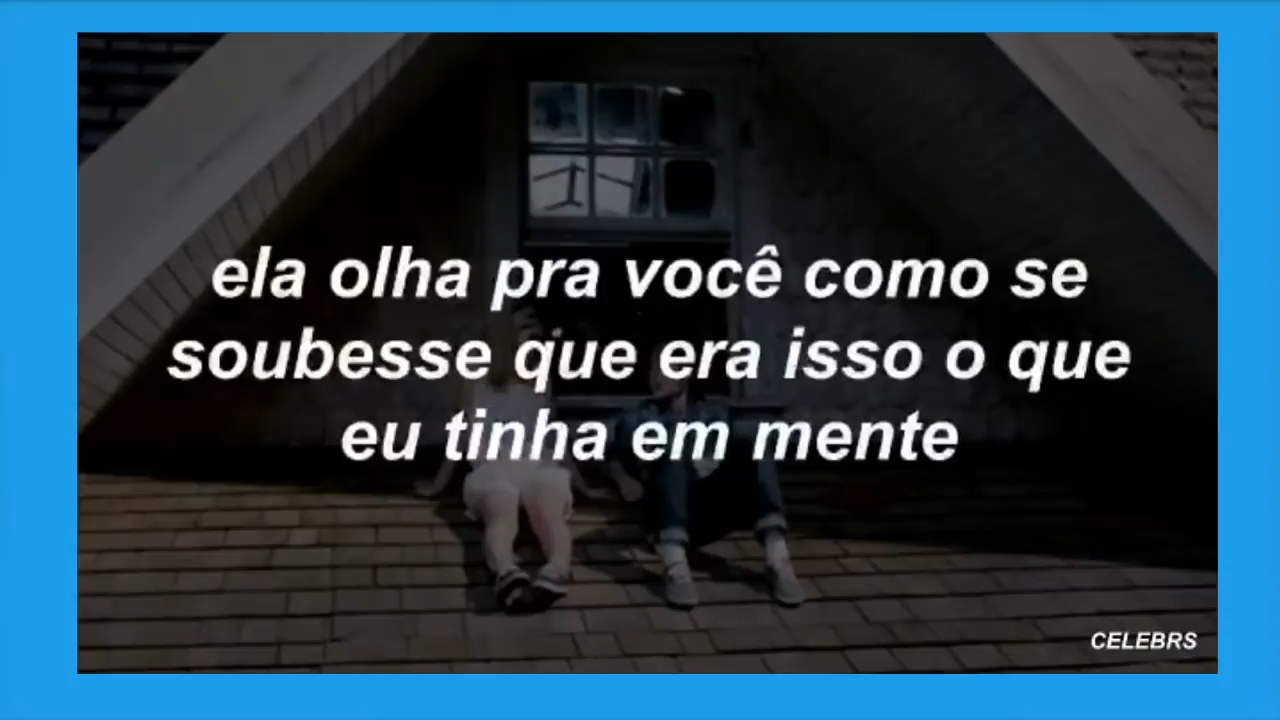 ela olha pra você como se
soubesse que era isso o que
eu tinha em mente
CELEBRS